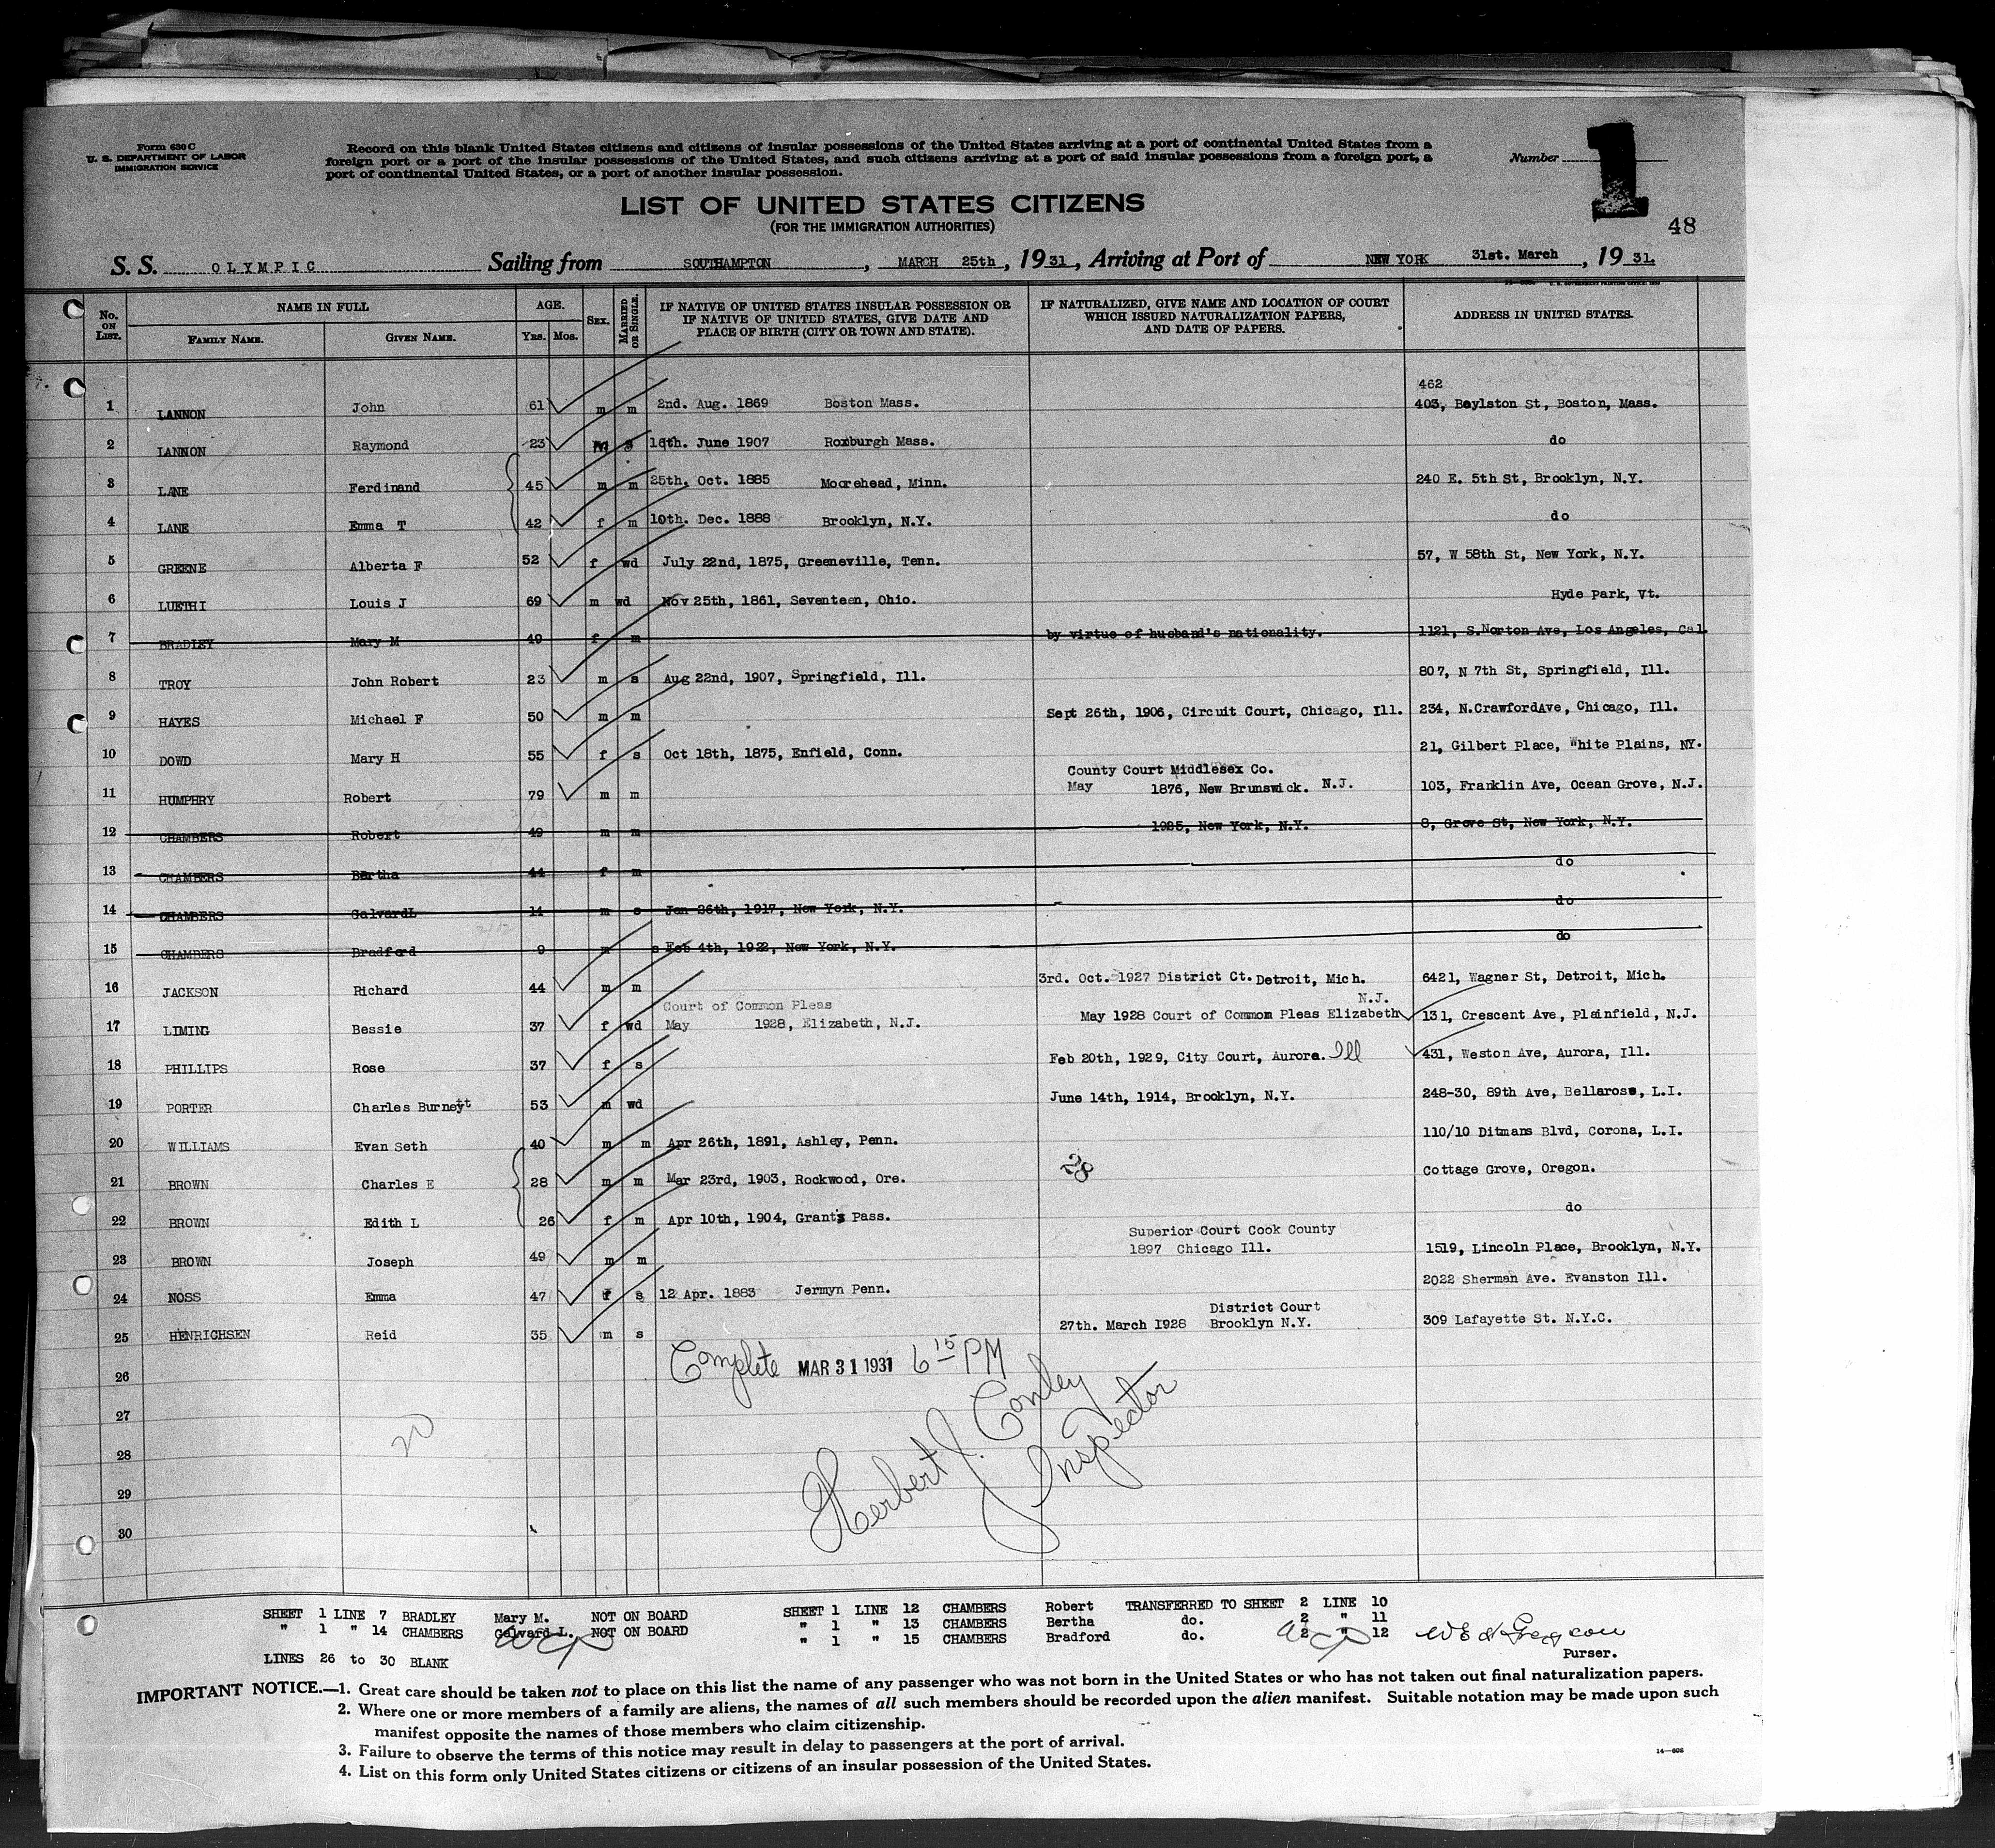 Form 630 C
U. S. DEPARTMENT OF LABOR
IMMIGRATION SERVICE
Record on this blank United States citizens and citizens of insular possessions of the United States arriving at a port of continental United States from a
foreign port or a port of the insular possessions of the United States, and such citizens arriving at a port of said insular possessions from a foreign port, a
port of continental United States, or a port of another insular possession.
Number 1
48
LIST OF UNITED STATES CITIZENS
(FOR THE IMMIGRATION AUTHORITIES)
S. S. OLYMPIC Sailing from SOUTHAMPTON, MARCH 25th, 1931, Arriving at Port of NEW YORK 31st. March, 19 31.
No. ON LIST. NAME IN FULL FAMILY NAME. GIVEN NAME. AGE. YRS. MOS. SEX. MARRIED OR SINGLE. IF NATIVE OF UNITED STATES INSULAR POSSESSION OR IF NATIVE OF UNITED STATES, GIVE DATE AND PLACE OF BIRTH (CITY OR TOWN AND STATE). IF NATURALIZED, GIVE NAME AND LOCATION OF COURT WHICH ISSUED NATURALIZATION PAPERS, AND DATE OF PAPERS. ADDRESS IN UNITED STATES.
462
1 LANNON John 61 m m 2nd. Aug. 1869 Boston Mass. 403, Boylston St, Boston, Mass.
2 LANNON Raymond 23 m s 16th. June 1907 Roxburgh Mass. do
3 LANE Ferdinand 45 m m 25th. Oct. 1885 Moorehead, Minn. 240 E. 5th St, Brooklyn, N.Y.
4 LANE Emma T 42 f m 10th. Dec. 1888 Brooklyn, N.Y. do
5 GREENE Alberta F 52 f wd July 22nd, 1875, Greeneville, Tenn. 57, W 58th St, New York, N.Y.
6 LUETHI Louis J 69 m wd Nov 25th, 1861, Seventeen, Ohio. Hyde Park, Vt.
7 BRADLEY Mary M 49 f m by virtue of husband's nationality. 1121, S.Norton Ave, Los Angeles, Cal
8 TROY John Robert 23 m s Aug 22nd, 1907, Springfield, Ill. 807, N 7th St, Springfield, Ill.
9 HAYES Michael F 50 m m Sept 26th, 1906, Circuit Court, Chicago, Ill. 234, N.CrawfordAve, Chicago, Ill.
10 DOWD Mary H 55 f s Oct 18th, 1875, Enfield, Conn. 21, Gilbert Place, White Plains, NY.
County Court Middlesex Co.
11 HUMPHRY Robert 79 m m May 1876, New Brunswick. N.J. 103, Franklin Ave, Ocean Grove, N.J.
12 CHAMBERS Robert 49 m m 1925, New York, N.Y. 8, Grove St, New York, N.Y.
13 CHAMBERS Bertha 44 f m do
14 CHAMBERS GalvardL 14 m s Jan 26th, 1917, New York, N.Y. do
15 CHAMBERS Bradford 9 m s Feb 4th, 1922, New York, N.Y. do
16 JACKSON Richard 44 m m 3rd. Oct. 1927 District Ct. Detroit, Mich. 6421, Wagner St, Detroit, Mich.
Court of Common Pleas N.J.
17 LIMING Bessie 37 f wd May 1928, Elizabeth, N.J. May 1928 Court of Common Pleas Elizabeth 131, Crescent Ave, Plainfield, N.J.
18 PHILLIPS Rose 37 f s Feb 20th, 1929, City Court, Aurora. Ill 431, Weston Ave, Aurora, Ill.
19 PORTER Charles Burnett 53 m wd June 14th, 1914, Brooklyn, N.Y. 248-30, 89th Ave, Bellarose, L.I.
20 WILLIAMS Evan Seth 40 m m Apr 26th, 1891, Ashley, Penn. 110/10 Ditmans Blvd, Corona, L.I.
21 BROWN Charles E 28 m m Mar 23rd, 1903, Rockwood, Ore. 28 Cottage Grove, Oregon.
22 BROWN Edith L 26 f m Apr 10th, 1904, Grants Pass. do
Superior Court Cook County
23 BROWN Joseph 49 m m 1897 Chicago Ill. 1519, Lincoln Place, Brooklyn, N.Y.
24 NOSS Emma 47 f s 12 Apr. 1883 Jermyn Penn. 2022 Sherman Ave. Evanston Ill.
District Court
25 HENRICHSEN Reid 35 m s 27th. March 1928 Brooklyn N.Y. 309 Lafayette St. N.Y.C.
26 Complete MAR 31 1931 6 15 PM
27
28
29
30
20
Herbert J. Conley
Inspector
SHEET 1 LINE 7 BRADLEY Mary M. NOT ON BOARD SHEET 1 LINE 12 CHAMBERS Robert TRANSFERRED TO SHEET 2 LINE 10
" 1 " 14 CHAMBERS Galvard L. NOT ON BOARD " 1 " 13 CHAMBERS Bertha do. 2 " 11
" 1 " 15 CHAMBERS Bradford do. 2 " 12
LINES 26 to 30 BLANK
Purser.
IMPORTANT NOTICE.—1. Great care should be taken not to place on this list the name of any passenger who was not born in the United States or who has not taken out final naturalization papers.
2. Where one or more members of a family are aliens, the names of all such members should be recorded upon the alien manifest. Suitable notation may be made upon such
manifest opposite the names of those members who claim citizenship.
3. Failure to observe the terms of this notice may result in delay to passengers at the port of arrival.
4. List on this form only United States citizens or citizens of an insular possession of the United States.
14—606